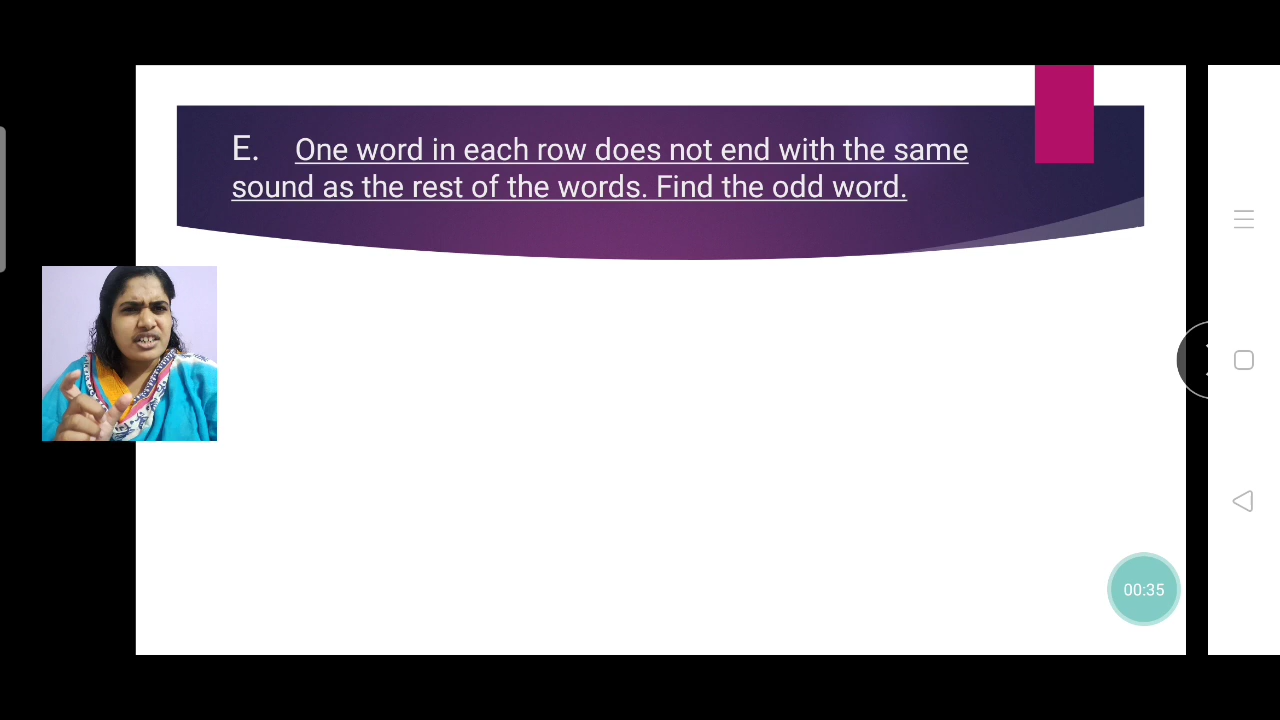 E. One word in each row does not end with the same
sound as the rest of the words. Find the odd word.
00:35